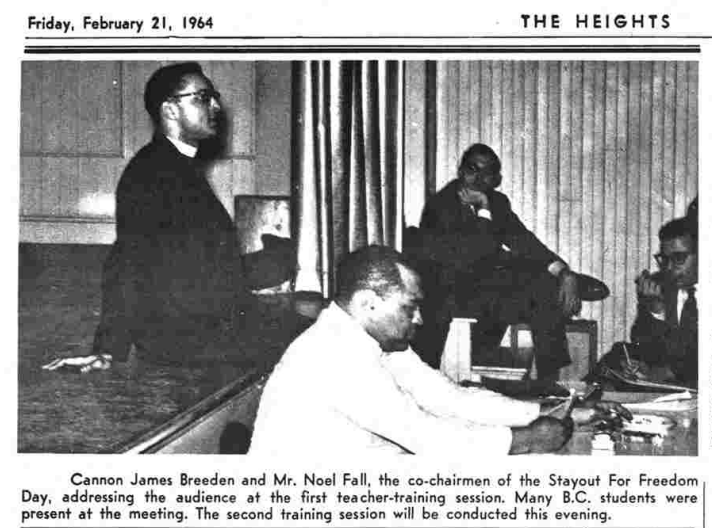 Friday, February 21, 1964
THE HEIGHTS
Cannon James Breeden and Mr. Noel Fall, the co-chairmen of the Stayout For Freedom
Day, addressing the audience at the first teacher-training session. Many B.C. students were
present at the meeting. The second training session will be conducted this evening.